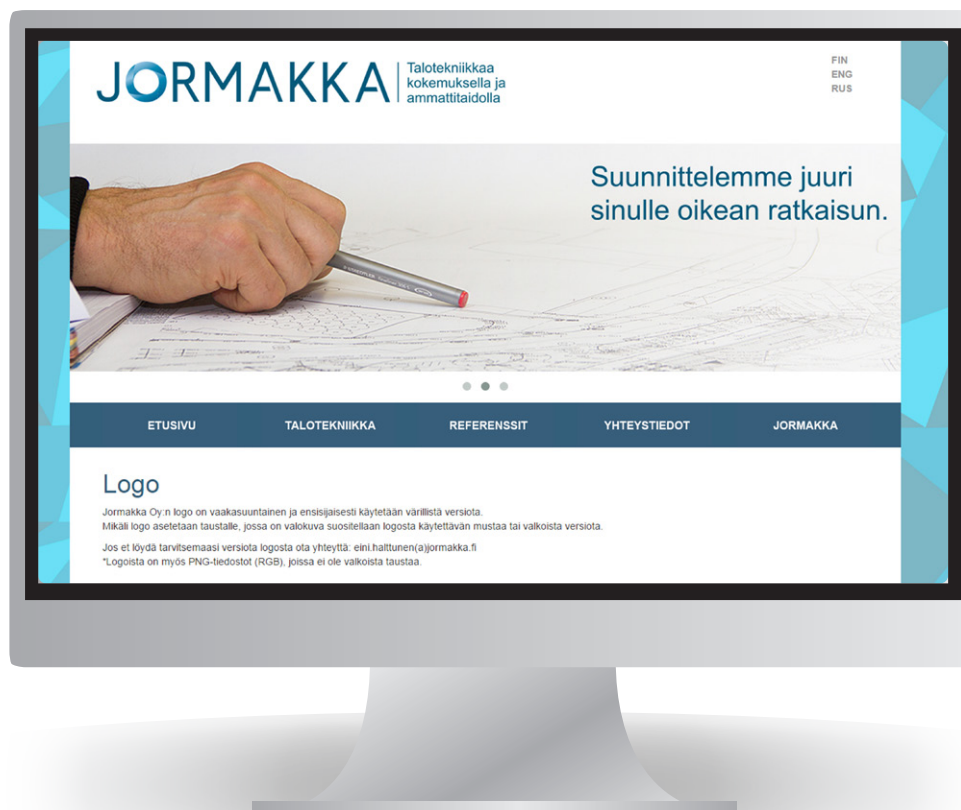 JORMAKKA
Talotekniikkaa
kokemuksella ja
ammattitaidolla
FIN
ENG
RUS
Suunnittelemme juuri
sinulle oikean ratkaisun.
ETUSIVU TALOTEKNIIKKA REFERENSSIT YHTEYSTIEDOT JORMAKKA
Logo
Jormakka Oy:n logo on vaakasuuntainen ja ensisijaisesti käytetään värillistä versiota.
Mikäli logo asetetaan taustalle, jossa on valokuva suositellaan logosta käytettävän mustaa tai valkoista versiota.
Jos et löydä tarvitsemaasi versiota logosta ota yhteyttä: eini.halttunen(a)jormakka.fi
*Logoista on myös PNG-tiedostot (RGB), joissa ei ole valkoista taustaa.